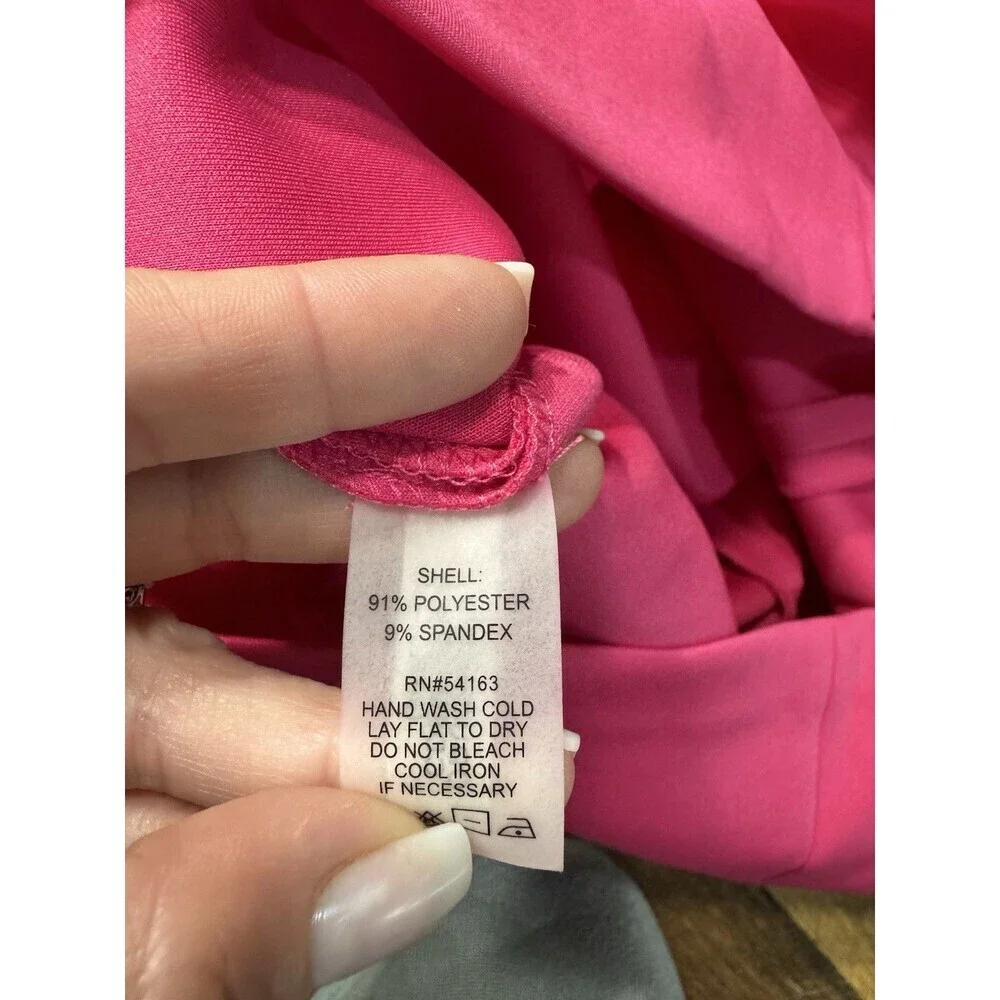 SHELL:
91% POLYESTER
9% SPANDEX
RN#54163
HAND WASH COLD
LAY FLAT TO DRY
DO NOT BLEACH
COOL IRON
IF NECESSARY